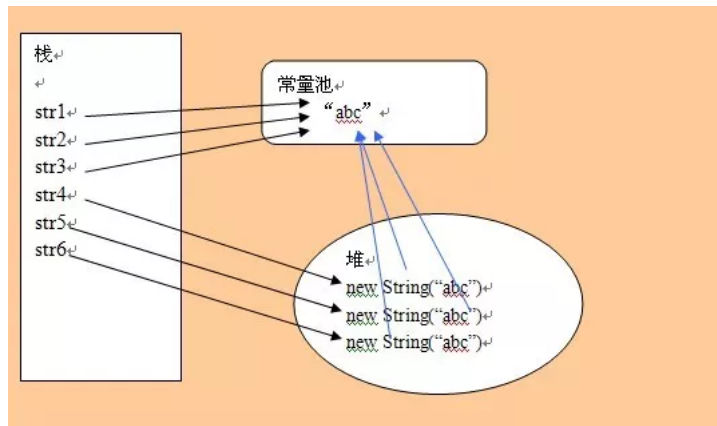 栈
str1
str2
str3
str4
str5
str6
常量池
“abc”
堆
new String(“abc”)
new String(“abc”)
new String(“abc”)